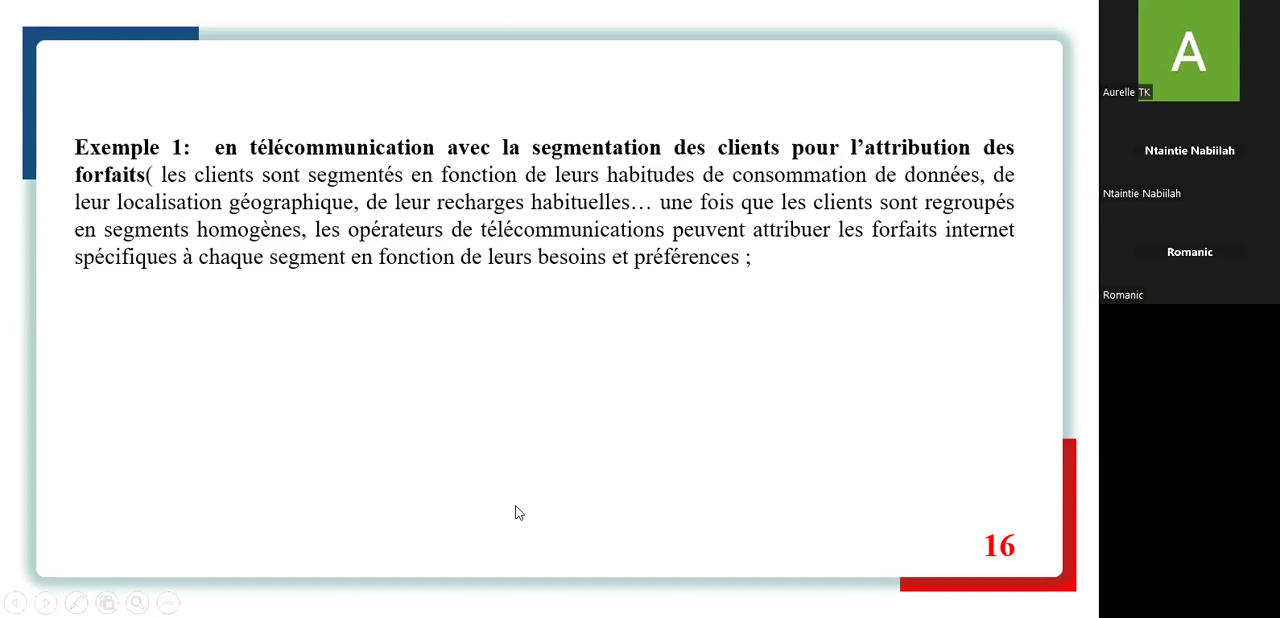 Exemple 1: en télécommunication avec la segmentation des clients pour l’attribution des
forfaits( les clients sont segmentés en fonction de leurs habitudes de consommation de données, de
leur localisation géographique, de leur recharges habituelles… une fois que les clients sont regroupés
en segments homogènes, les opérateurs de télécommunications peuvent attribuer les forfaits internet
spécifiques à chaque segment en fonction de leurs besoins et préférences ;
16
A
Aurelle TK
Ntaintie Nabiilah
Ntaintie Nabiilah
Romanic
Romanic